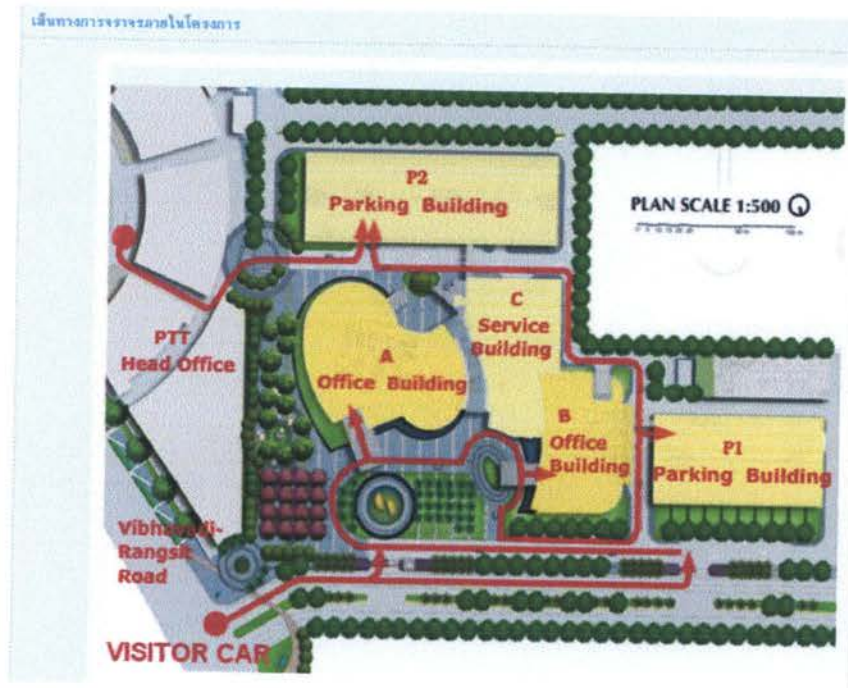 เส้นทางการจราจรภายในโครงการ
P2
Parking Building
PLAN SCALE 1:500
PTT
Head Office
C
Service
Building
A
Office Building
B
Office
Building
P1
Parking Building
Vibhavadi-
Rangsit
Road
VISITOR CAR